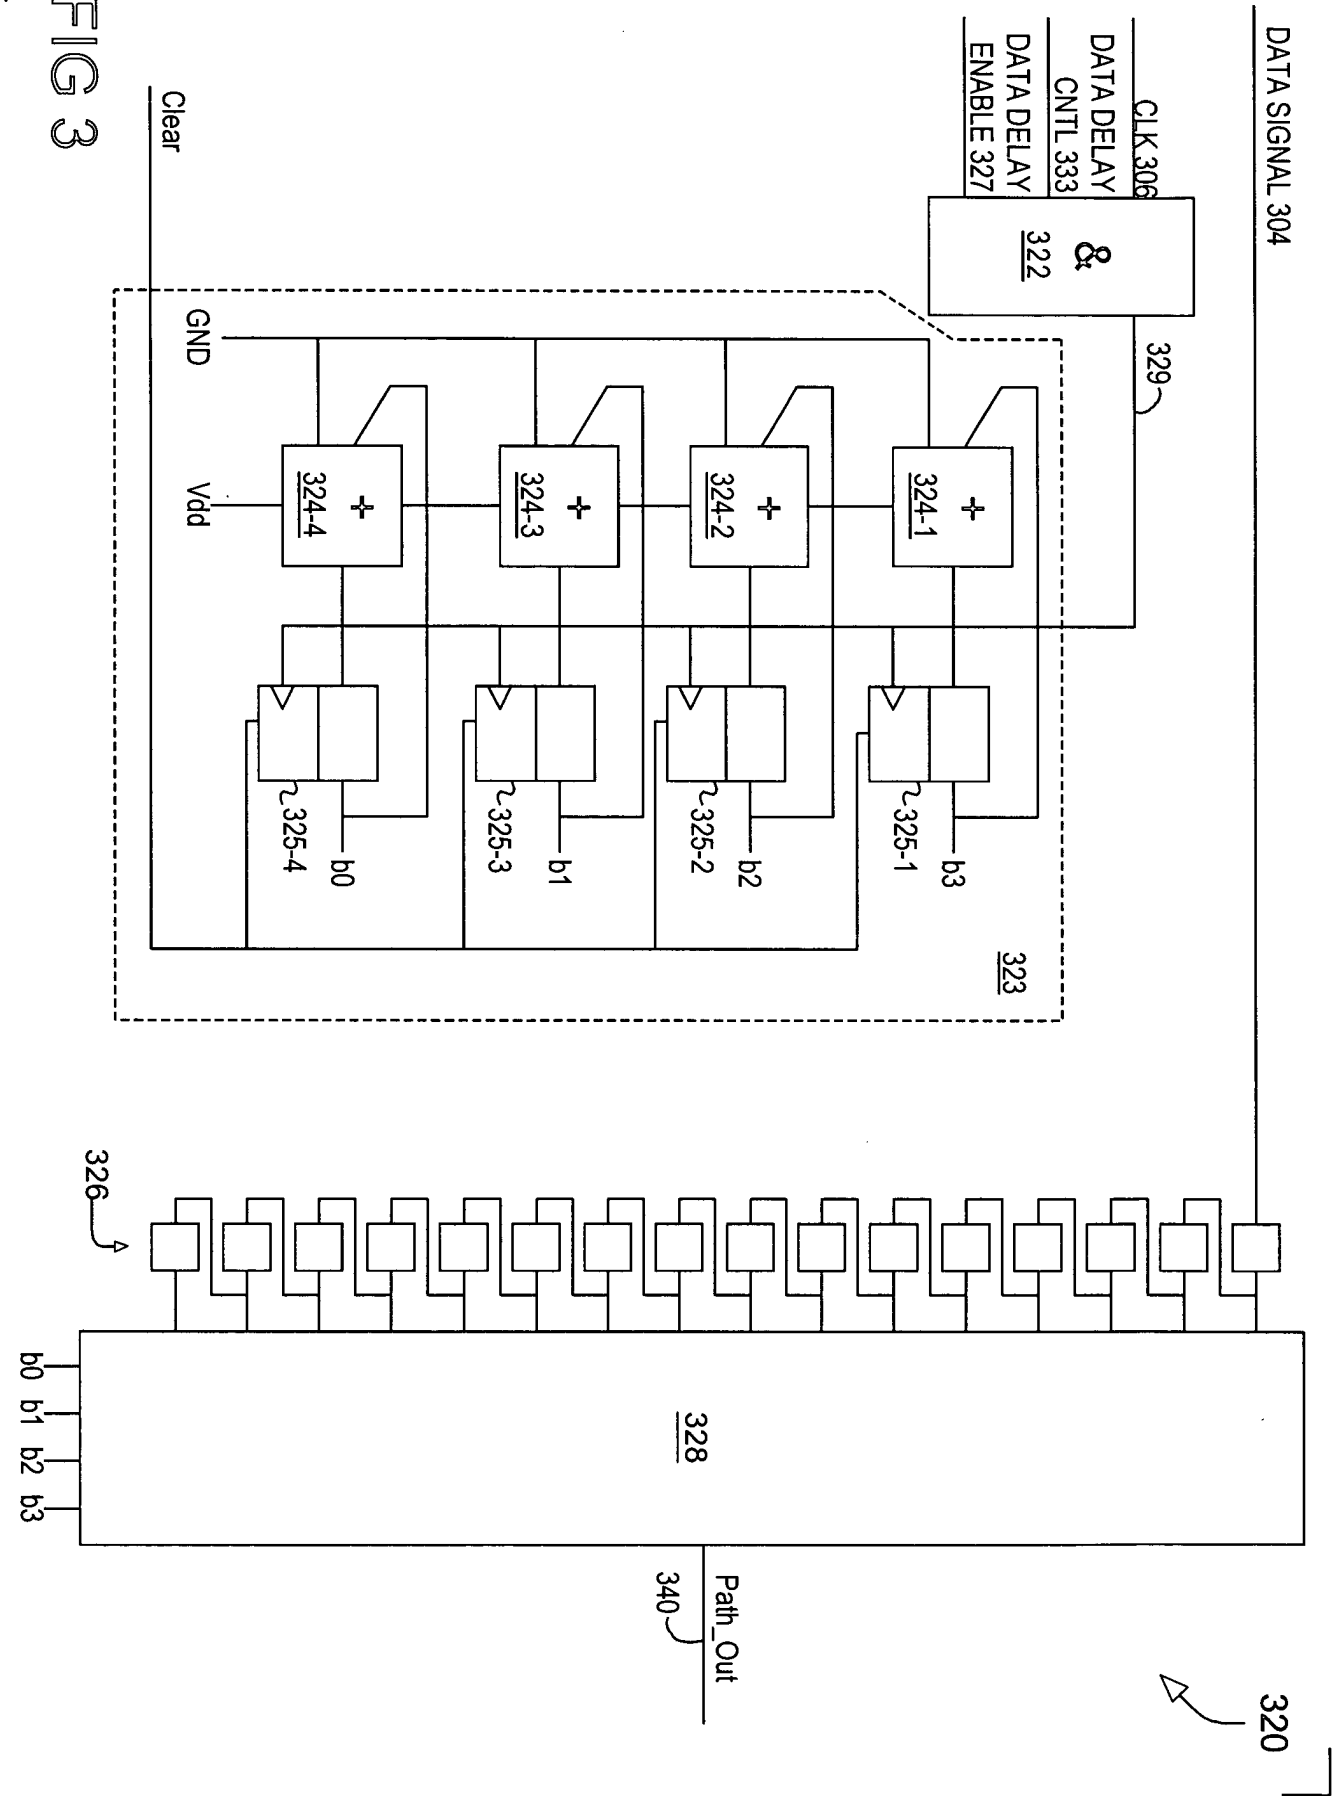 DATA SIGNAL 304
CLK 306
DATA DELAY
CNTL 333
DATA DELAY
ENABLE 327
&
322
329
323
GND
Vdd
Clear
+
324-1
+
324-2
+
324-3
+
324-4
325-1
b3
325-2
b2
325-3
b1
325-4
b0
326
328
b0
b1
b2
b3
Path_Out
340
320
FIG 3